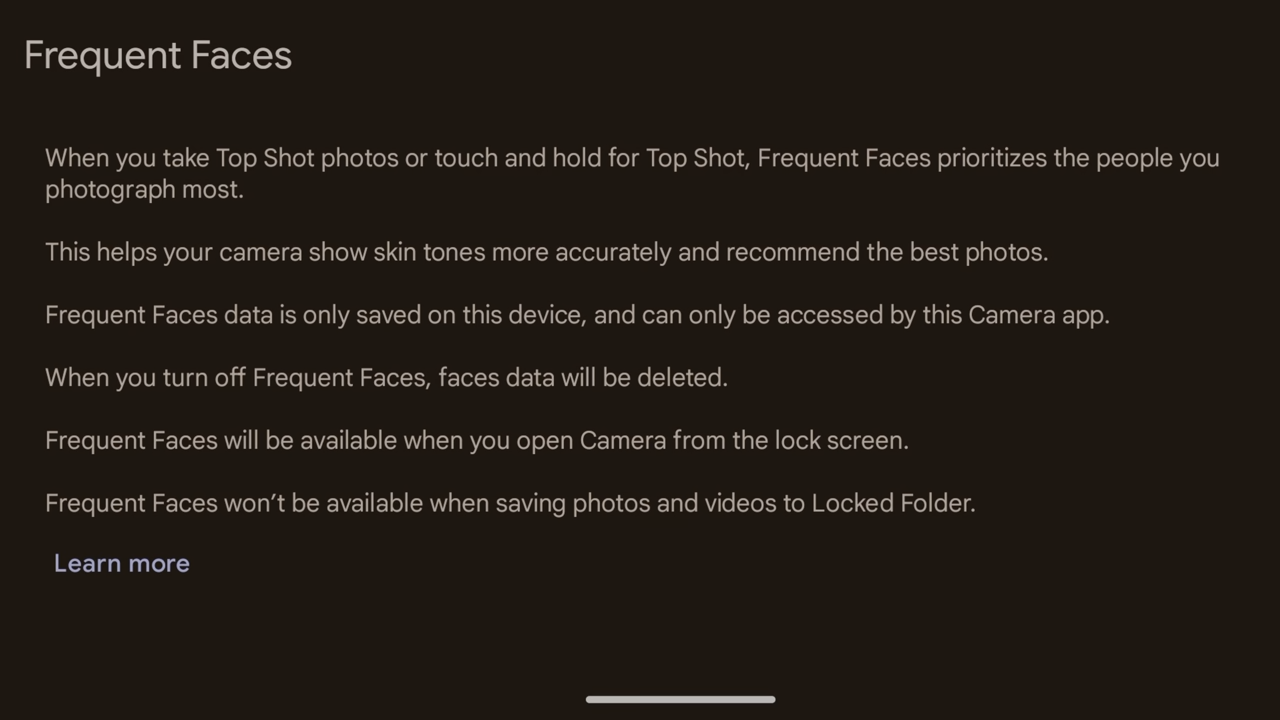 Frequent Faces
When you take Top Shot photos or touch and hold for Top Shot, Frequent Faces prioritizes the people you
photograph most.
This helps your camera show skin tones more accurately and recommend the best photos.
Frequent Faces data is only saved on this device, and can only be accessed by this Camera app.
When you turn off Frequent Faces, faces data will be deleted.
Frequent Faces will be available when you open Camera from the lock screen.
Frequent Faces won’t be available when saving photos and videos to Locked Folder.
Learn more